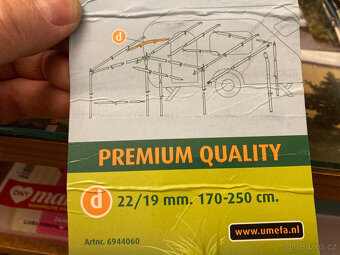 d
PREMIUM QUALITY
d 22/19 mm. 170-250 cm.
www.umefa.nl
Artnr. 6944060